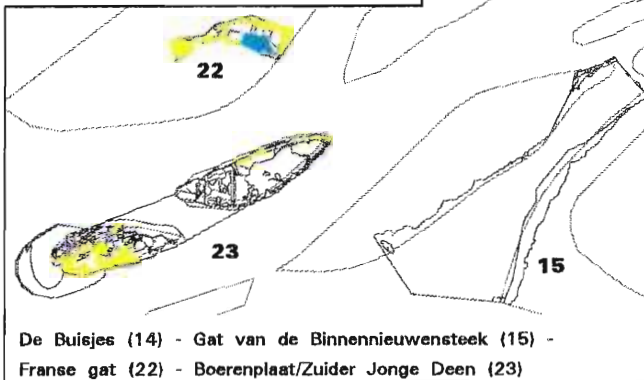 22
23
15
De Buisjes (14) - Gat van de Binnennieuwensteek (15) -
Franse gat (22) - Boerenplaat/Zuider Jonge Deen (23)